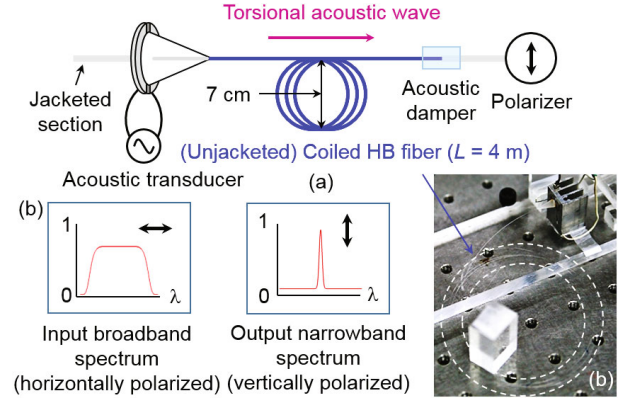 Torsional acoustic wave
Jacketed
section
7 cm
Acoustic
damper
Polarizer
(Unjacketed) Coiled HB fiber (L = 4 m)
Acoustic transducer
(a)
(b)
1
0
λ
Input broadband
spectrum
(horizontally polarized)
1
0
λ
Output narrowband
spectrum
(vertically polarized)
(b)